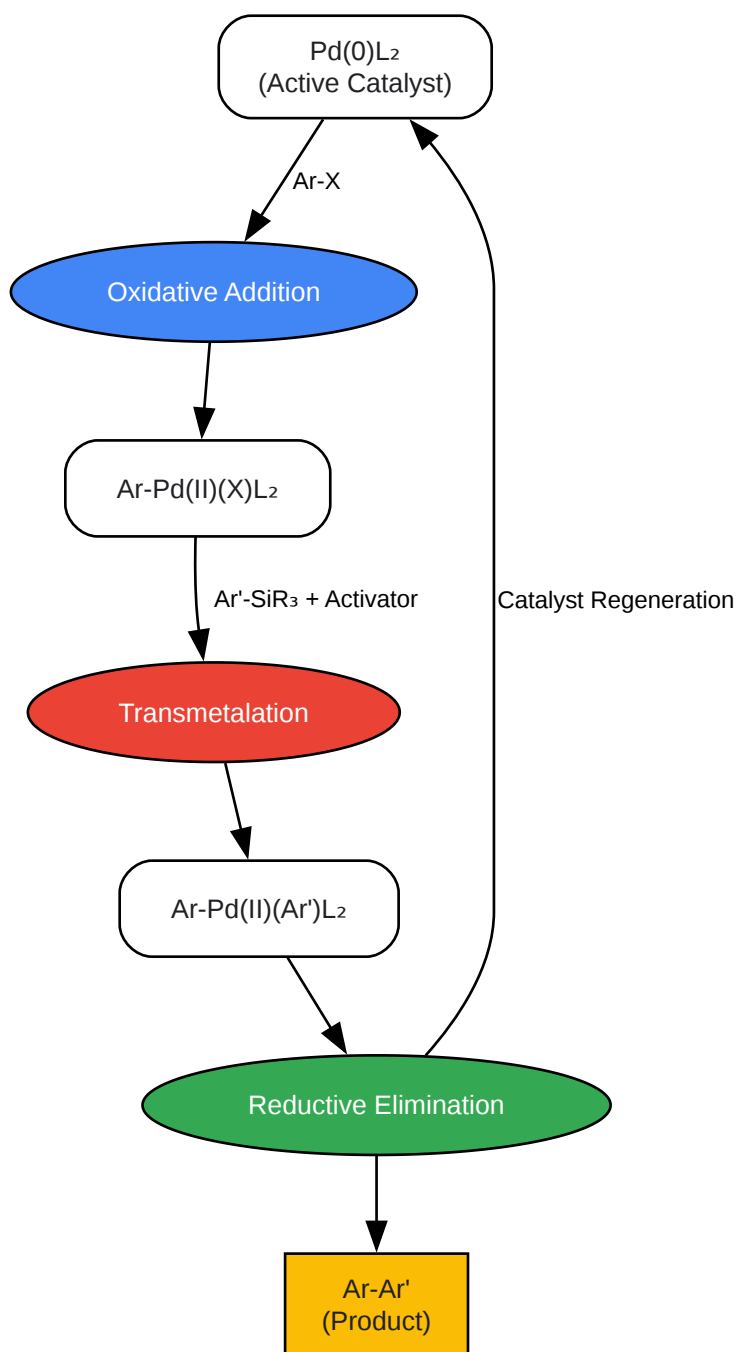 Pd(0)L₂
(Active Catalyst)
Ar-X
Oxidative Addition
Ar-Pd(II)(X)L₂
Ar'-SiR₃ + Activator
Catalyst Regeneration
Transmetalation
Ar-Pd(II)(Ar')L₂
Reductive Elimination
Ar-Ar'
(Product)